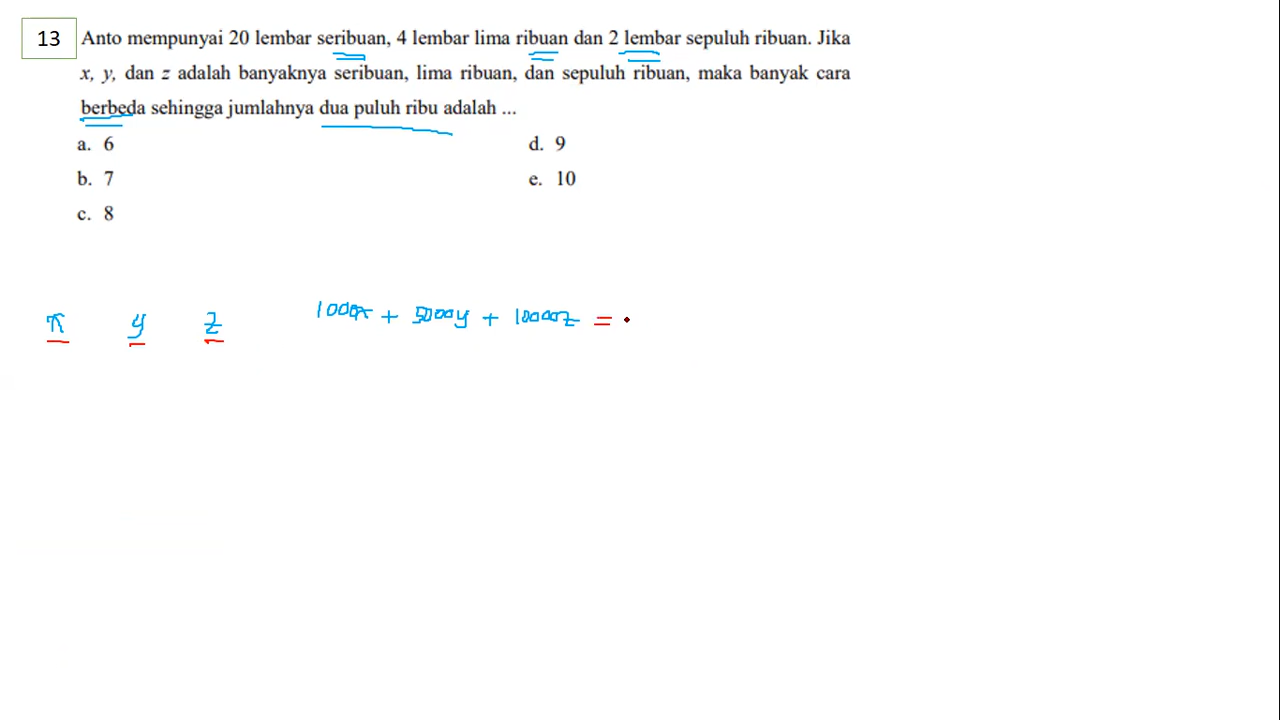 13 Anto mempunyai 20 lembar seribuan, 4 lembar lima ribuan dan 2 lembar sepuluh ribuan. Jika
x, y, dan z adalah banyaknya seribuan, lima ribuan, dan sepuluh ribuan, maka banyak cara
berbeda sehingga jumlahnya dua puluh ribu adalah ...
a. 6 d. 9
b. 7 e. 10
c. 8
x y z 1000x + 5000y + 10000z =